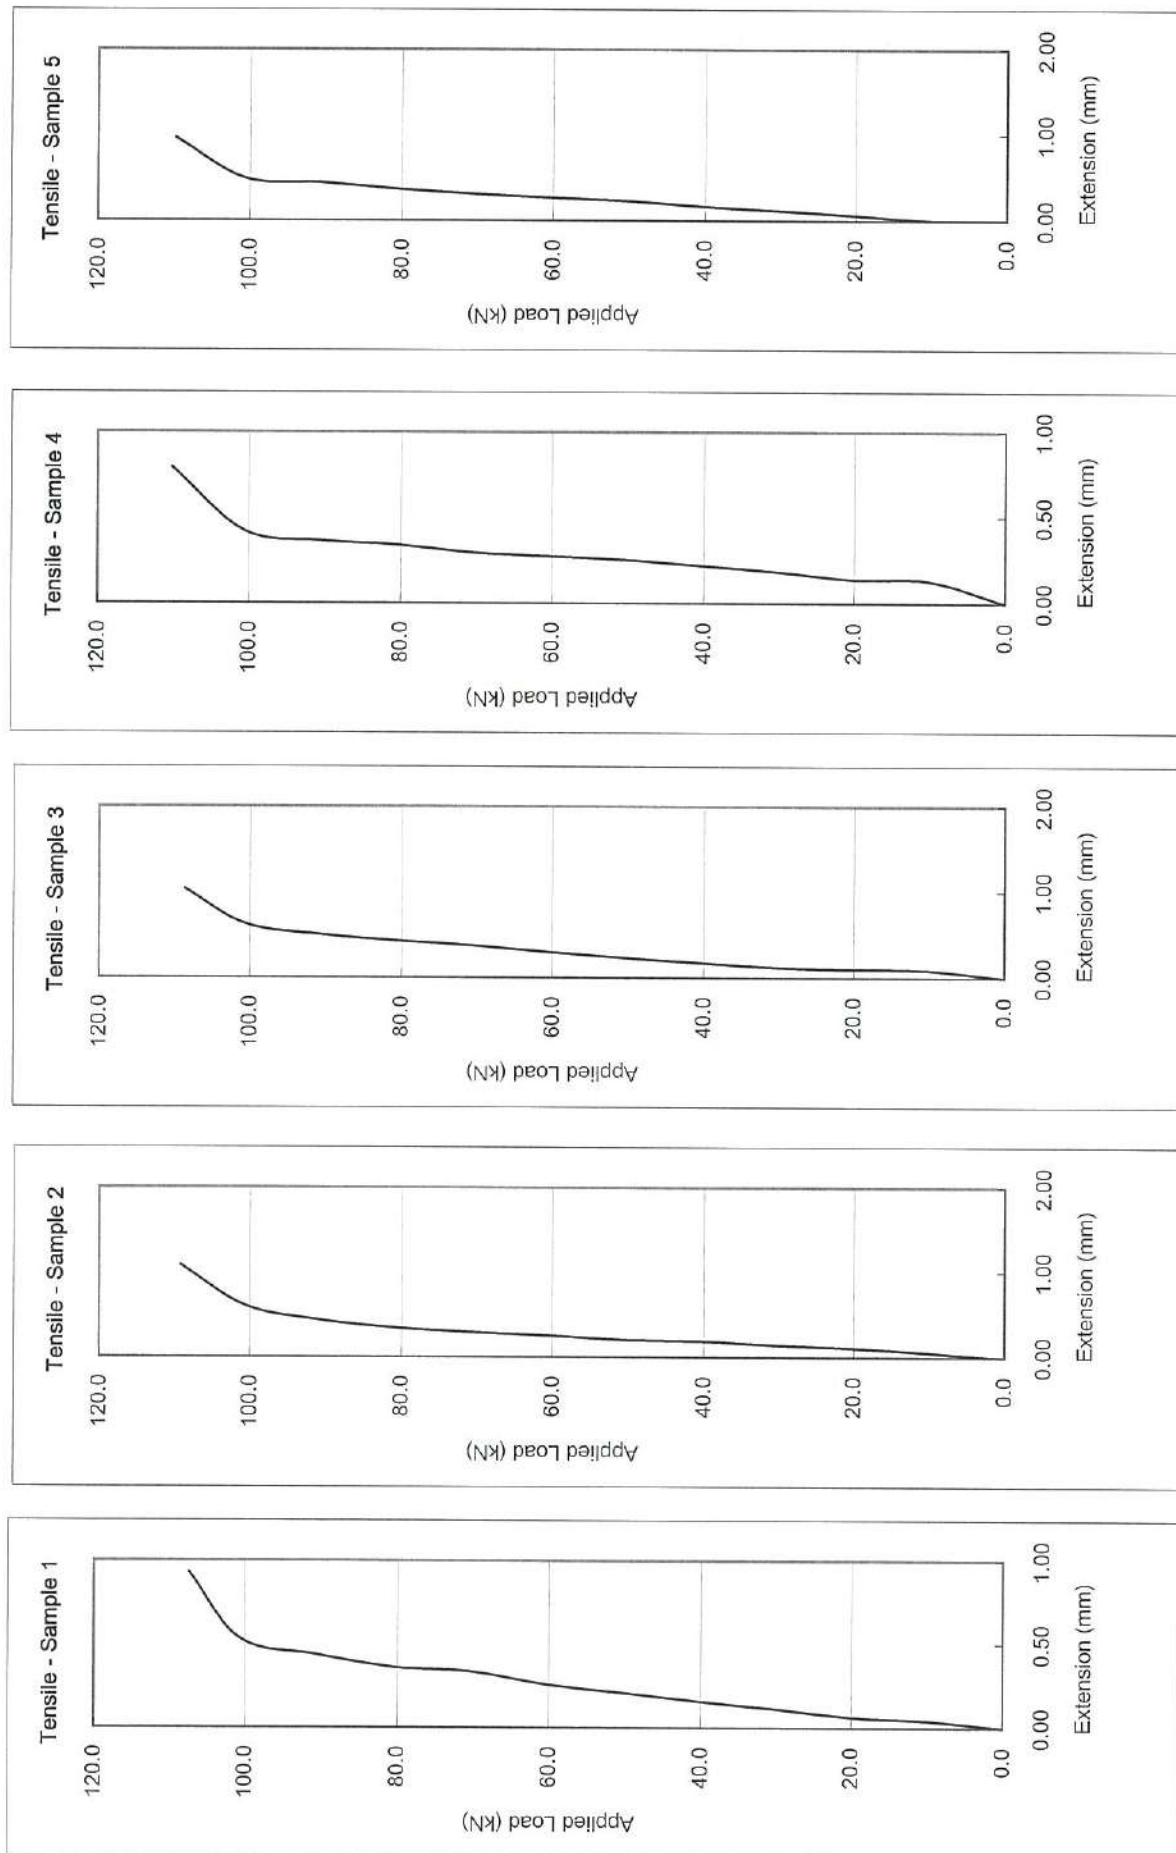 Tensile - Sample 1
120.0
100.0
80.0
60.0
40.0
20.0
0.0
Applied Load (kN)
0.00 0.50 1.00
Extension (mm)
Tensile - Sample 2
120.0
100.0
80.0
60.0
40.0
20.0
0.0
Applied Load (kN)
0.00 1.00 2.00
Extension (mm)
Tensile - Sample 3
120.0
100.0
80.0
60.0
40.0
20.0
0.0
Applied Load (kN)
0.00 1.00 2.00
Extension (mm)
Tensile - Sample 4
120.0
100.0
80.0
60.0
40.0
20.0
0.0
Applied Load (kN)
0.00 0.50 1.00
Extension (mm)
Tensile - Sample 5
120.0
100.0
80.0
60.0
40.0
20.0
0.0
Applied Load (kN)
0.00 1.00 2.00
Extension (mm)